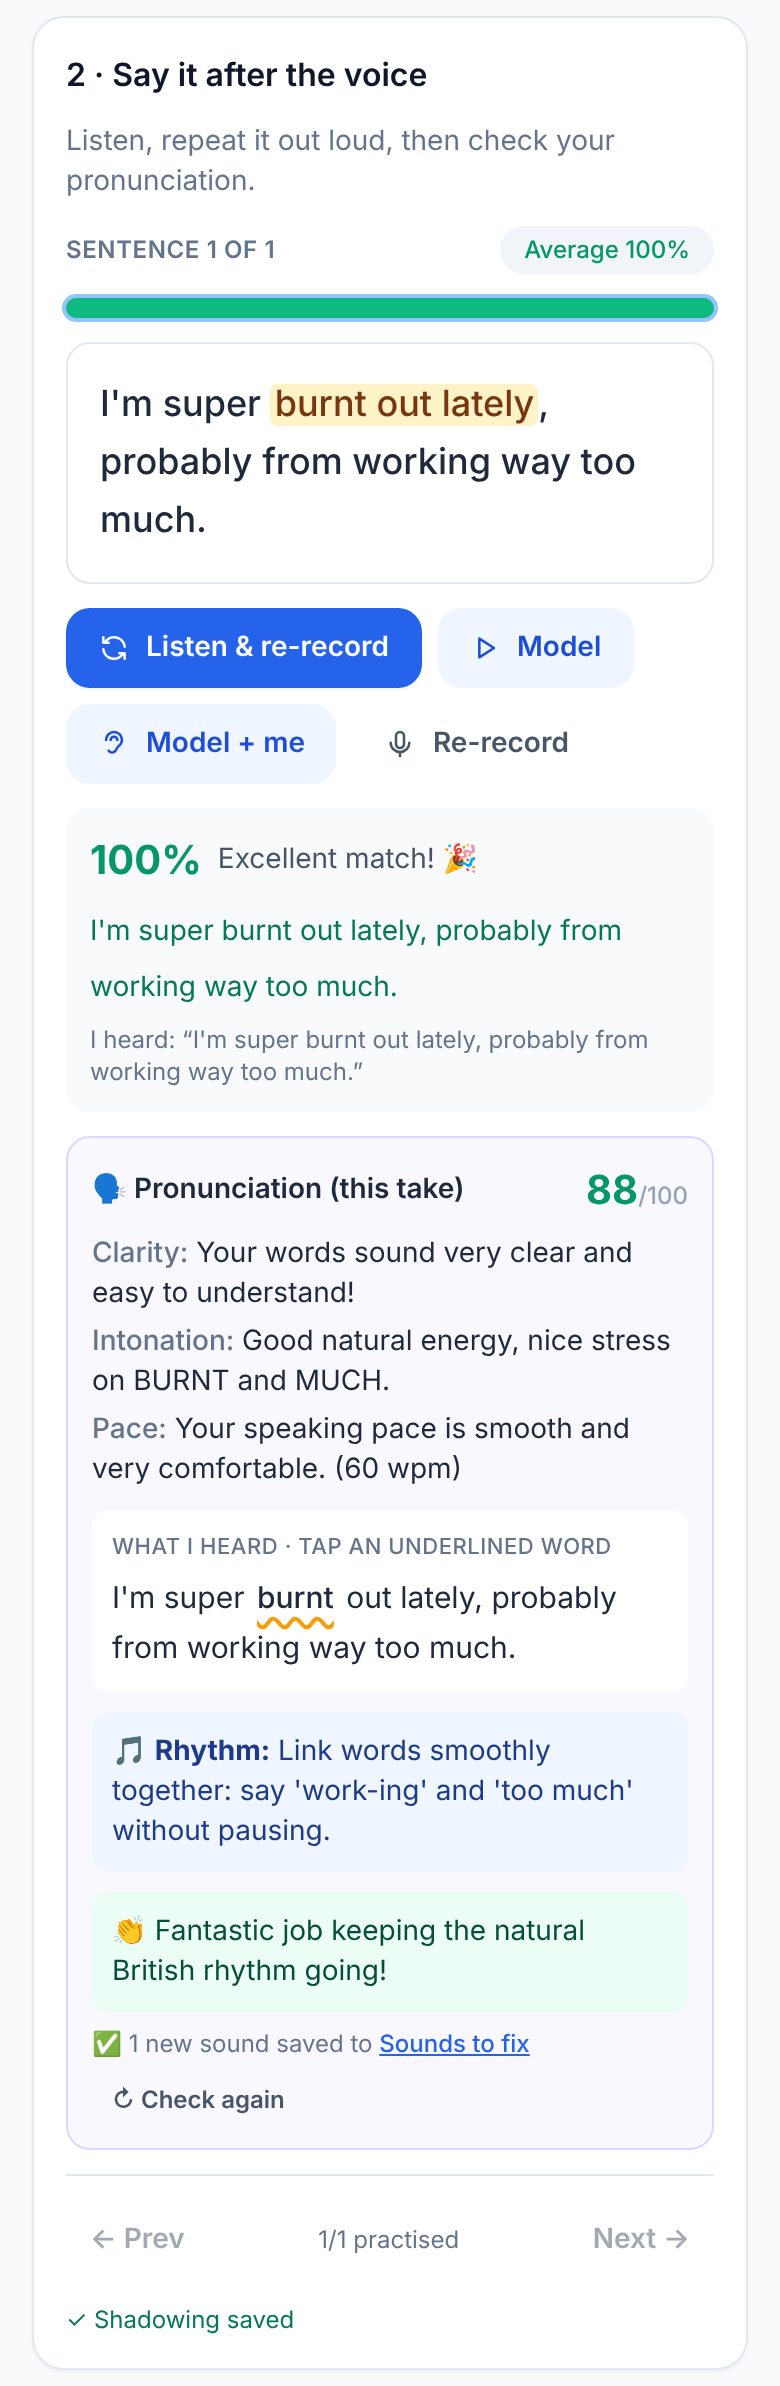 2 · Say it after the voice
Listen, repeat it out loud, then check your
pronunciation.
SENTENCE 1 OF 1
Average 100%
I'm super burnt out lately,
probably from working way too
much.
Listen & re-record
Model
Model + me
Re-record
100% Excellent match! 🎉
I'm super burnt out lately, probably from
working way too much.
I heard: “I'm super burnt out lately, probably from
working way too much.”
🗣️ Pronunciation (this take)
88/100
Clarity: Your words sound very clear and
easy to understand!
Intonation: Good natural energy, nice stress
on BURNT and MUCH.
Pace: Your speaking pace is smooth and
very comfortable. (60 wpm)
WHAT I HEARD · TAP AN UNDERLINED WORD
I'm super burnt out lately, probably
from working way too much.
🎵 Rhythm: Link words smoothly
together: say 'work-ing' and 'too much'
without pausing.
👏 Fantastic job keeping the natural
British rhythm going!
✅ 1 new sound saved to Sounds to fix
↻ Check again
← Prev
1/1 practised
Next →
✓ Shadowing saved